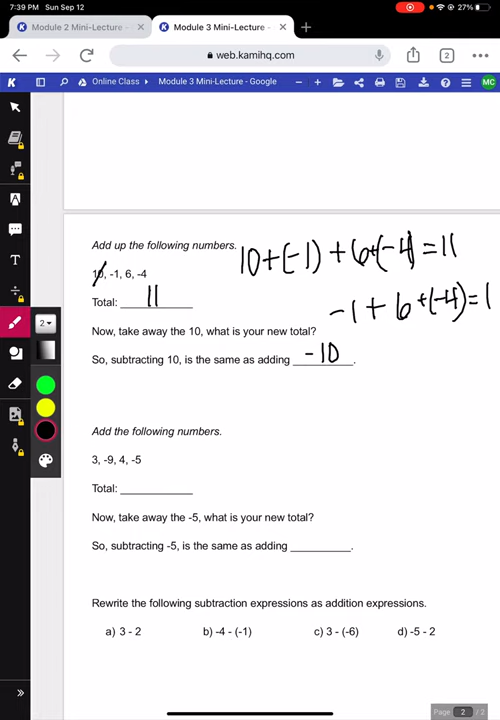 7:39 PM Sun Sep 12
27%
Module 2 Mini-Lecture -
Module 3 Mini-Lecture -
web.kamihq.com
2
K
Online Class
Module 3 Mini-Lecture - Google
MC
Add up the following numbers.
10 + (-1) + 6 + (-4) = 11
10, -1, 6, -4
Total: 11
-1 + 6 + (-4) = 1
Now, take away the 10, what is your new total?
So, subtracting 10, is the same as adding -10.
T
2
Add the following numbers.
3, -9, 4, -5
Total: ____________
Now, take away the -5, what is your new total?
So, subtracting -5, is the same as adding __________.
Rewrite the following subtraction expressions as addition expressions.
a) 3 - 2 b) -4 - (-1) c) 3 - (-6) d) -5 - 2
Page 2 / 2